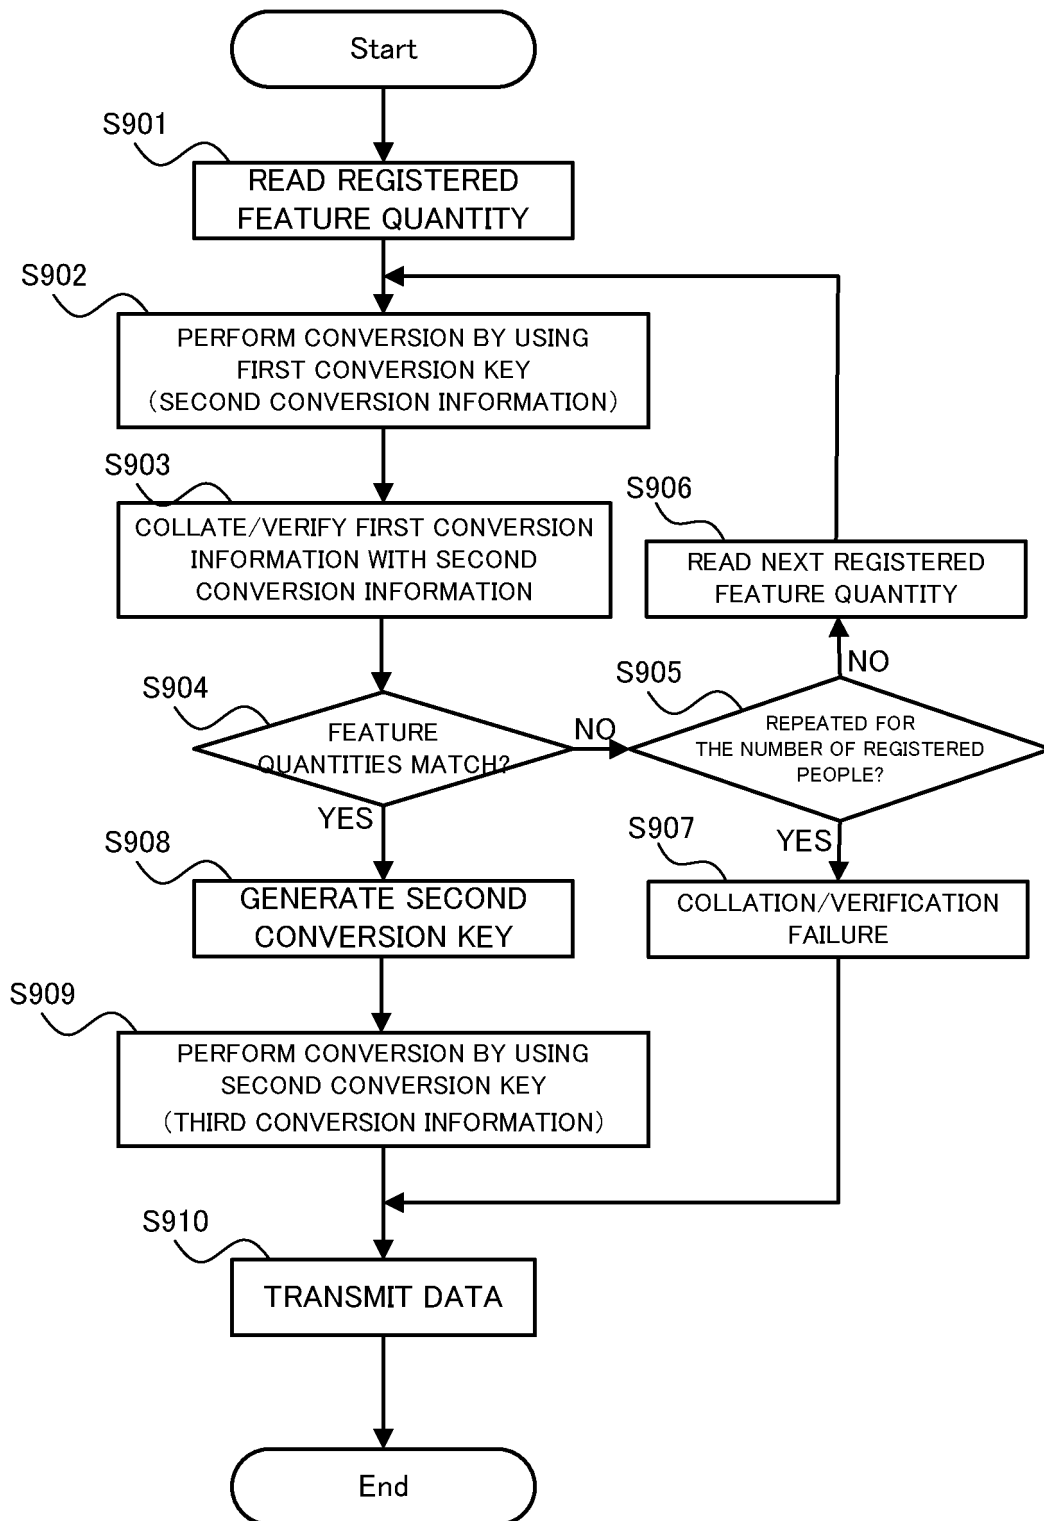 Start
S901
READ REGISTERED
FEATURE QUANTITY
S902
PERFORM CONVERSION BY USING
FIRST CONVERSION KEY
(SECOND CONVERSION INFORMATION)
S903
COLLATE/VERIFY FIRST CONVERSION
INFORMATION WITH SECOND
CONVERSION INFORMATION
S906
READ NEXT REGISTERED
FEATURE QUANTITY
NO
S904
FEATURE
QUANTITIES MATCH?
NO
S905
REPEATED FOR
THE NUMBER OF REGISTERED
PEOPLE?
YES
YES
S907
COLLATION/VERIFICATION
FAILURE
S908
GENERATE SECOND
CONVERSION KEY
S909
PERFORM CONVERSION BY USING
SECOND CONVERSION KEY
(THIRD CONVERSION INFORMATION)
S910
TRANSMIT DATA
End